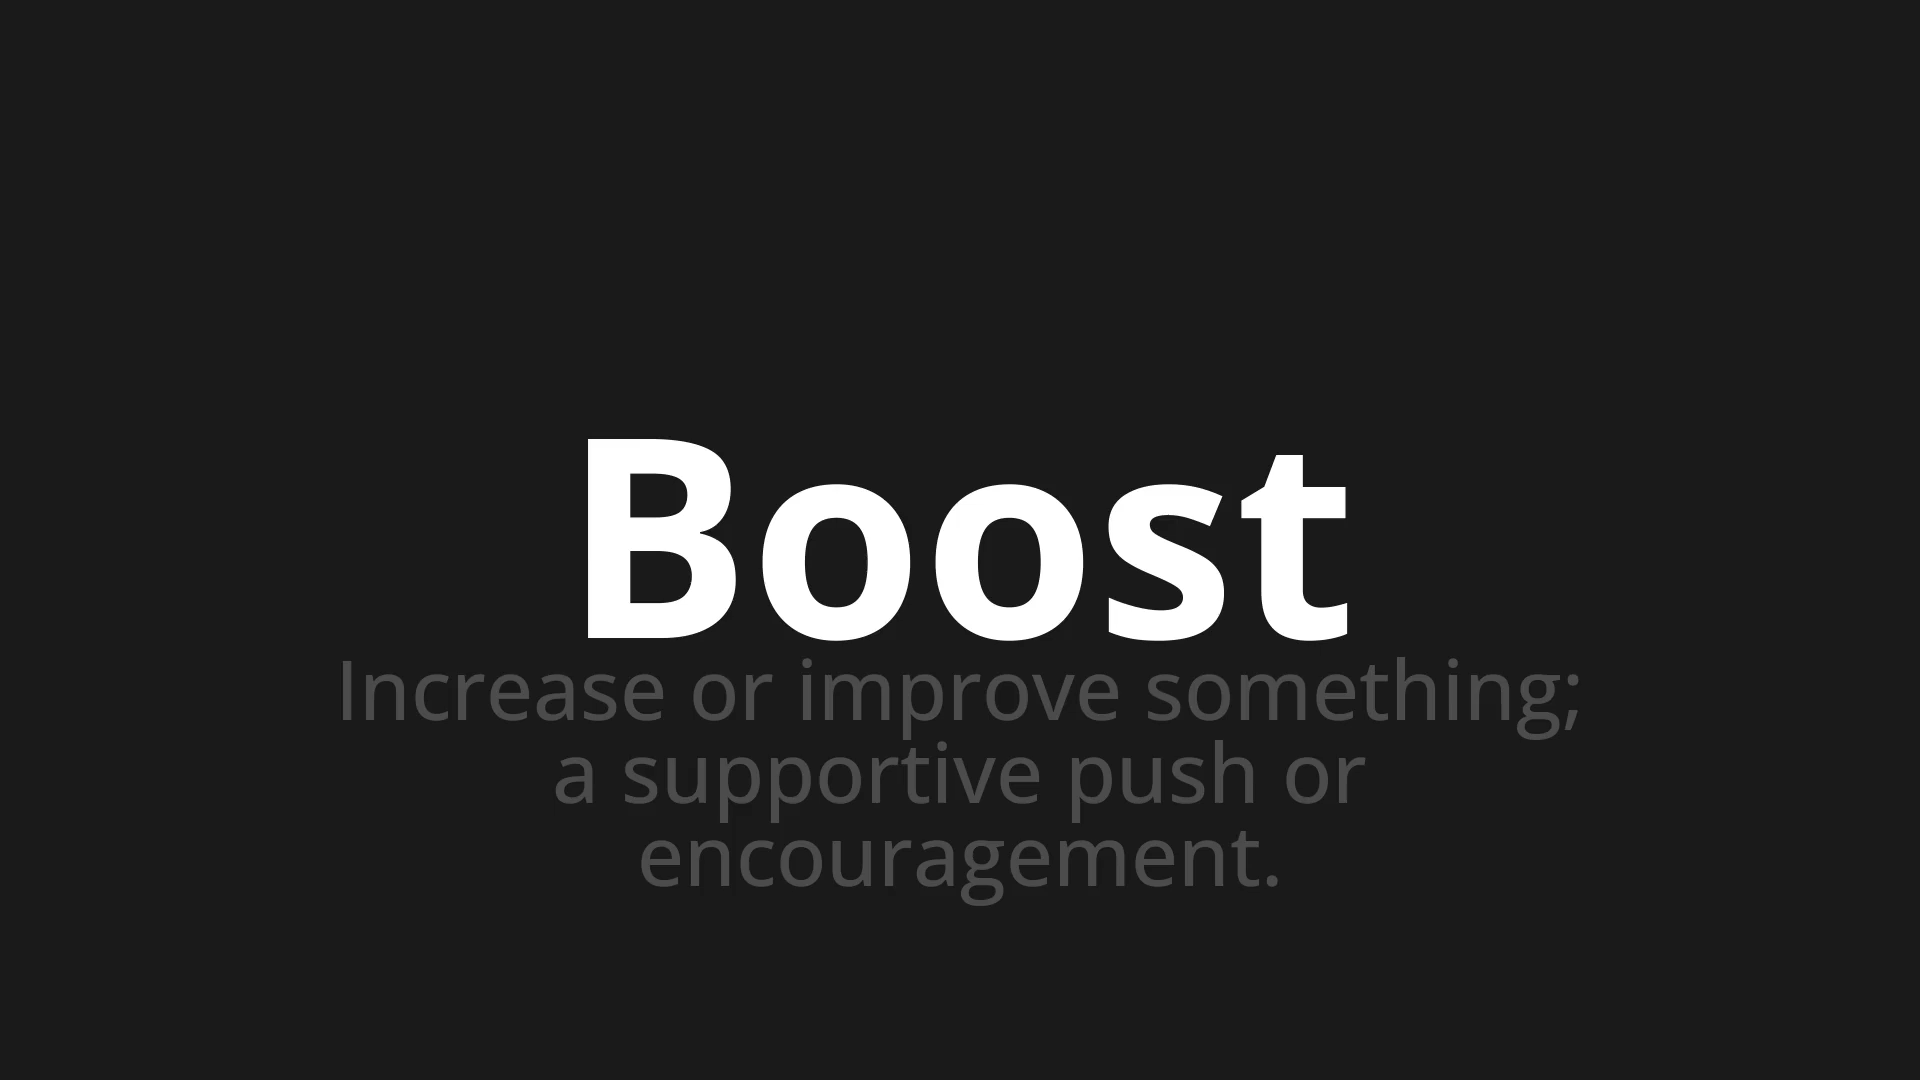 Boost
Increase or improve something;
a supportive push or
encouragement.